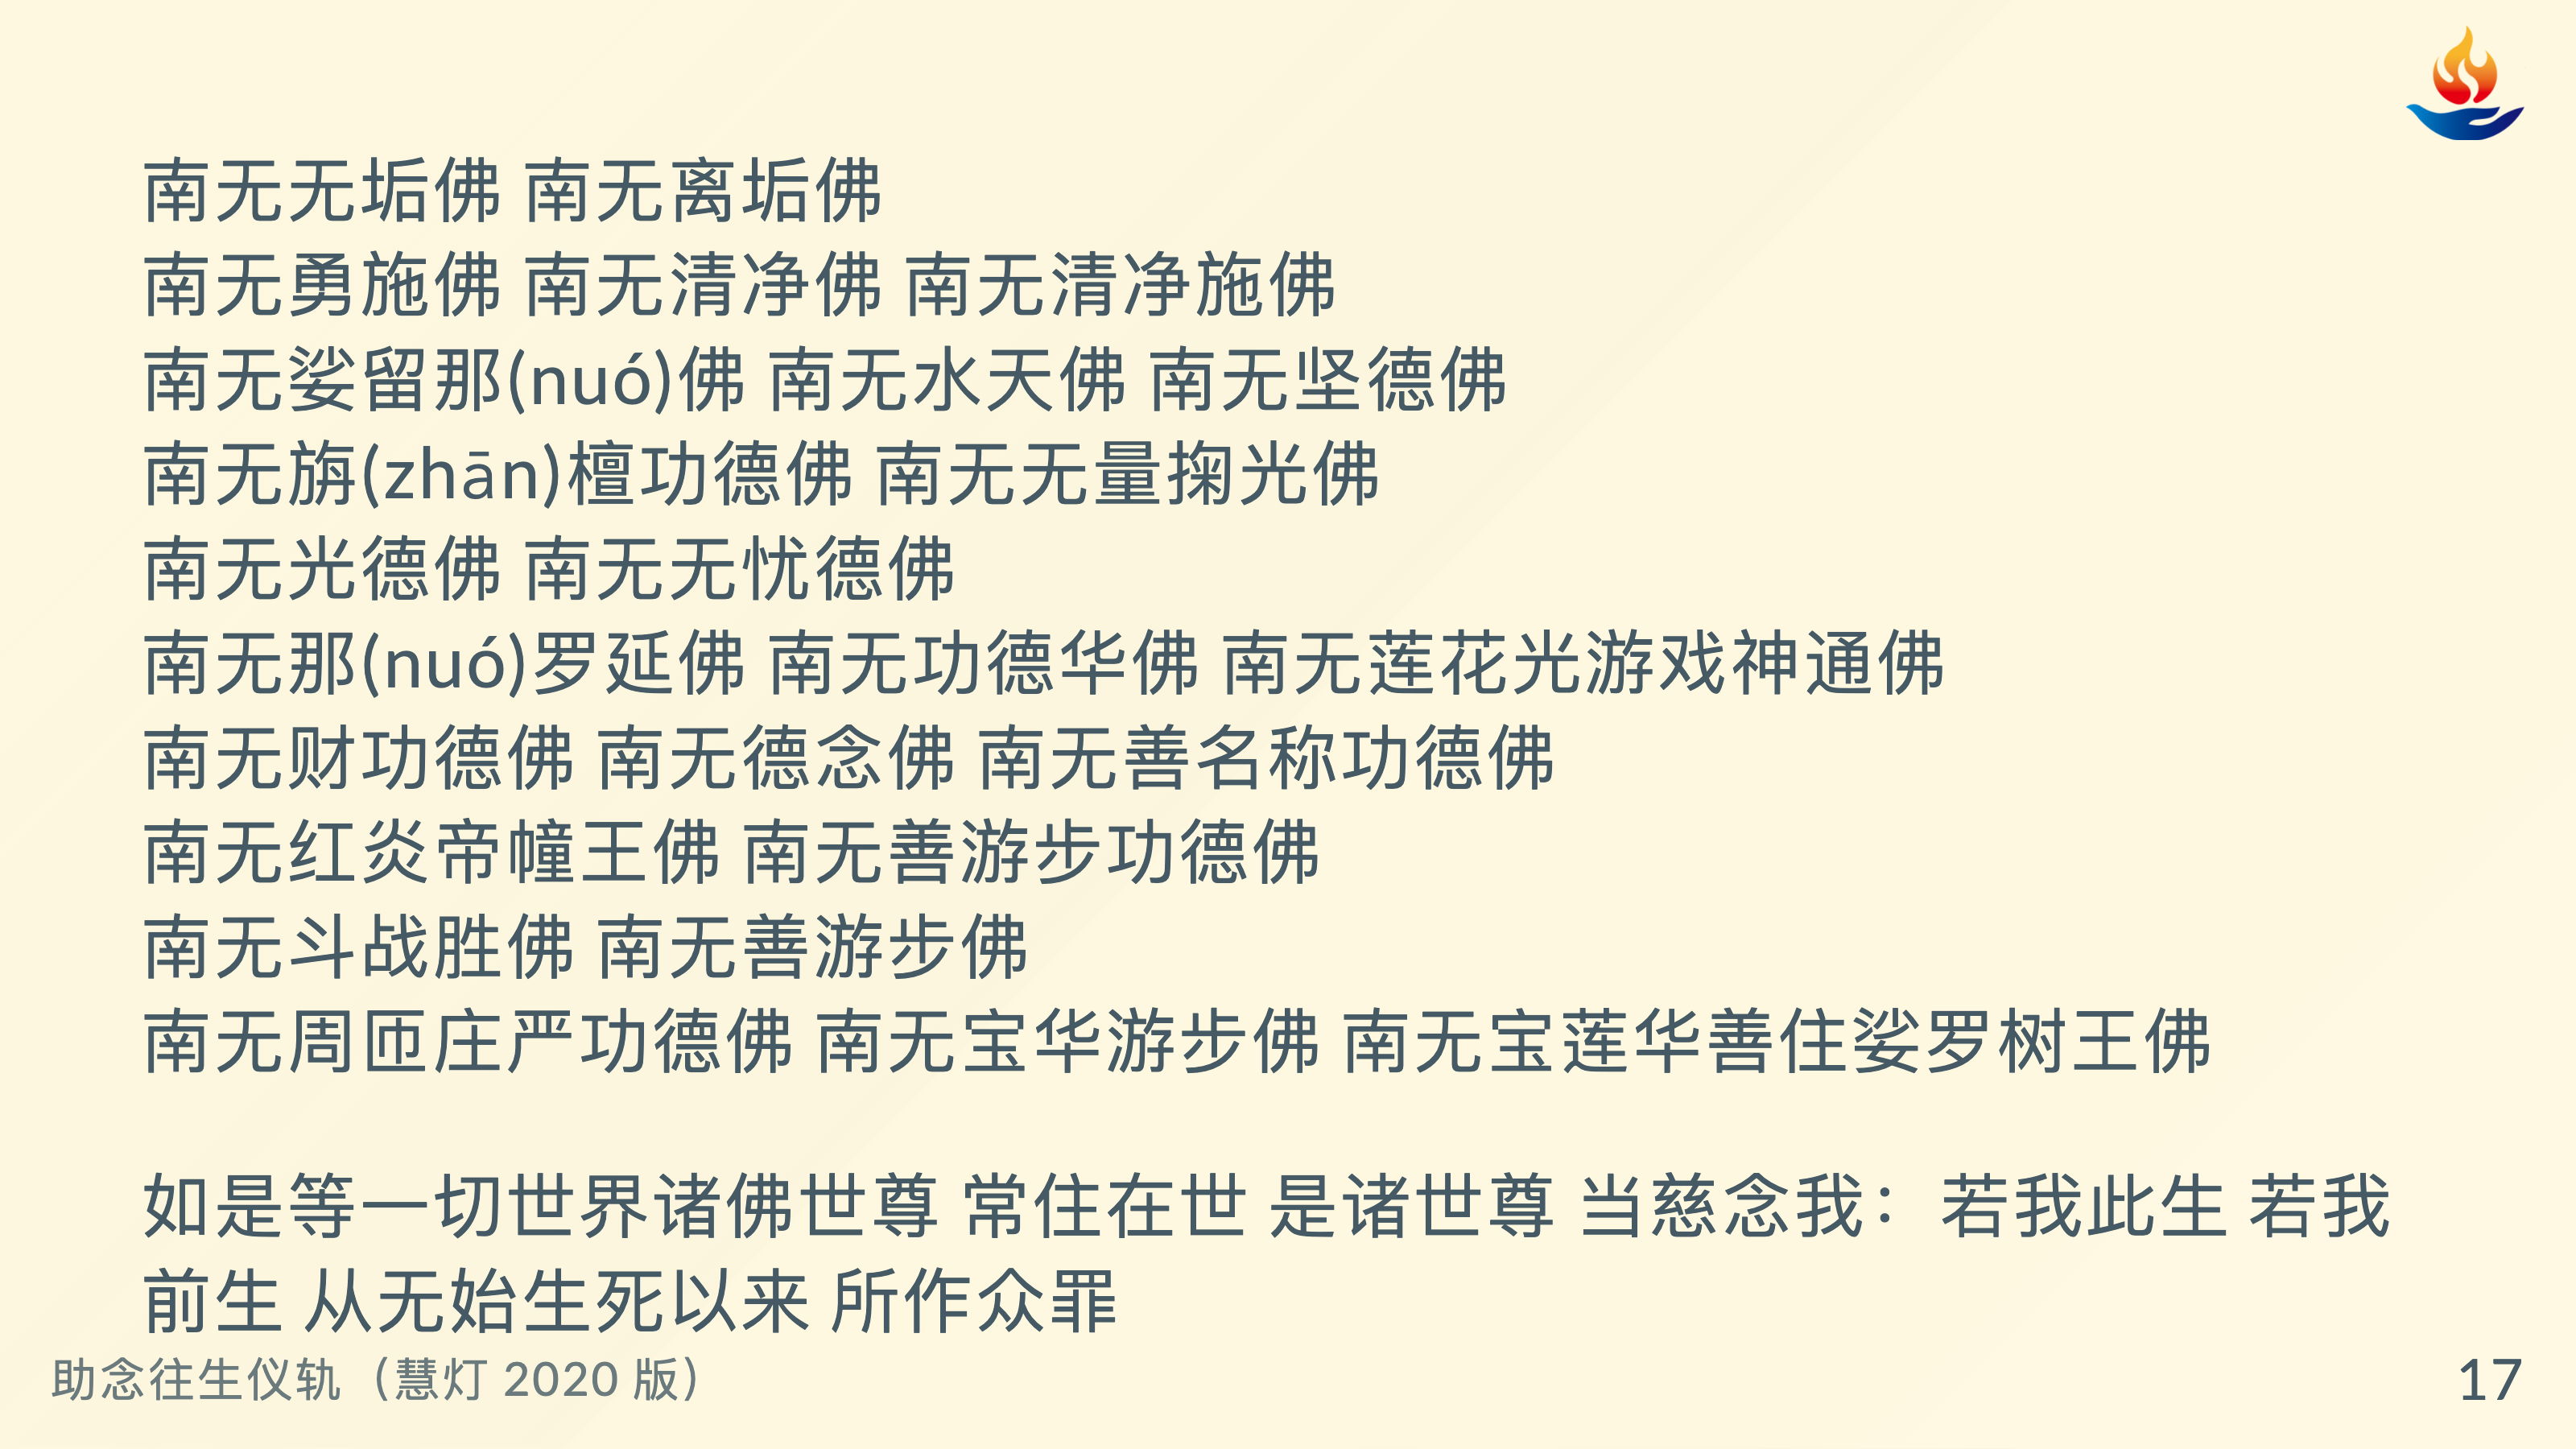 南无无垢佛 南无离垢佛
南无勇施佛 南无清净佛 南无清净施佛
南无娑留那(nuó)佛 南无水天佛 南无坚德佛
南无旃(zhān)檀功德佛 南无无量掬光佛
南无光德佛 南无无忧德佛
南无那(nuó)罗延佛 南无功德华佛 南无莲花光游戏神通佛
南无财功德佛 南无德念佛 南无善名称功德佛
南无红炎帝幢王佛 南无善游步功德佛
南无斗战胜佛 南无善游步佛
南无周匝庄严功德佛 南无宝华游步佛 南无宝莲华善住娑罗树王佛
如是等一切世界诸佛世尊 常住在世 是诸世尊 当慈念我：若我此生 若我
前生 从无始生死以来 所作众罪
助念往生仪轨（慧灯 2020 版）
17